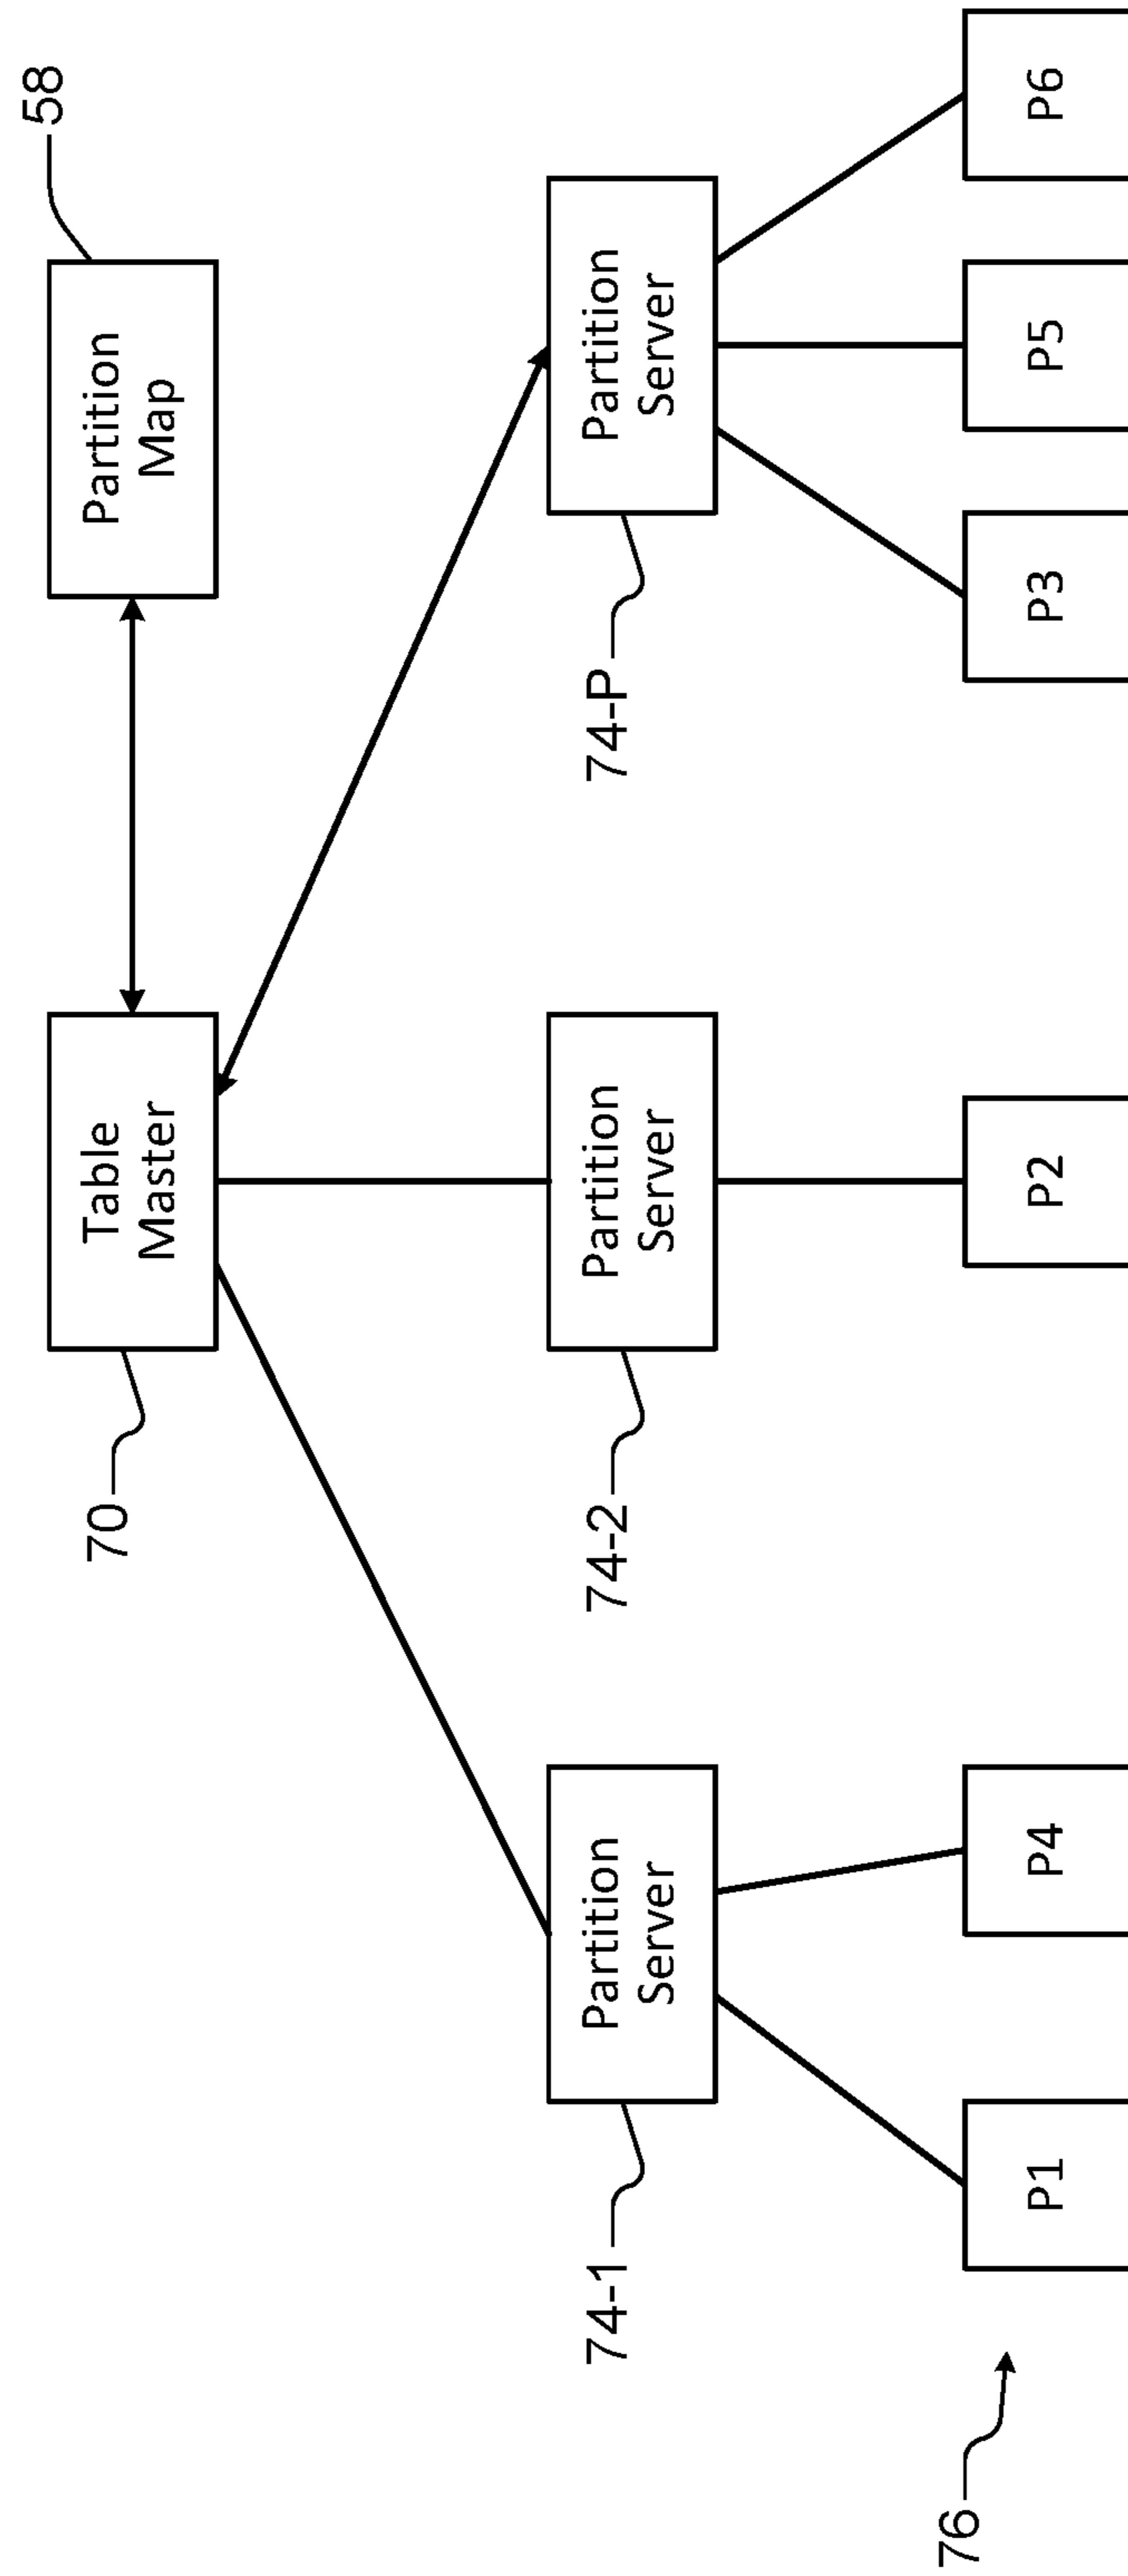 58
Table
Master
Partition
Map
70
Partition
Server
Partition
Server
Partition
Server
74-1
74-2
74-P
P1
P4
P2
P3
P5
P6
76